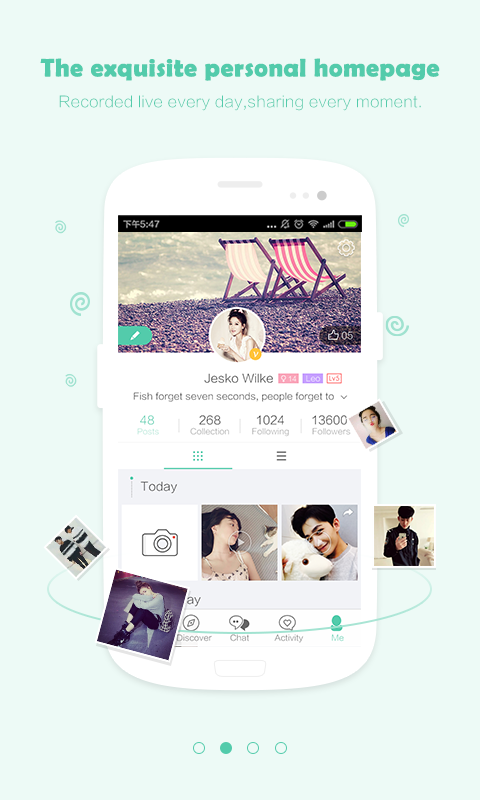 The exquisite personal homepage
Recorded live every day,sharing every moment.
下午5:47
05
Jesko Wilke
14
Leo
Lv5
Fish forget seven seconds, people forget to
48
268
1024
13600
Posts
Collection
Following
Followers
Today
ay
Discover
Chat
Activity
Me